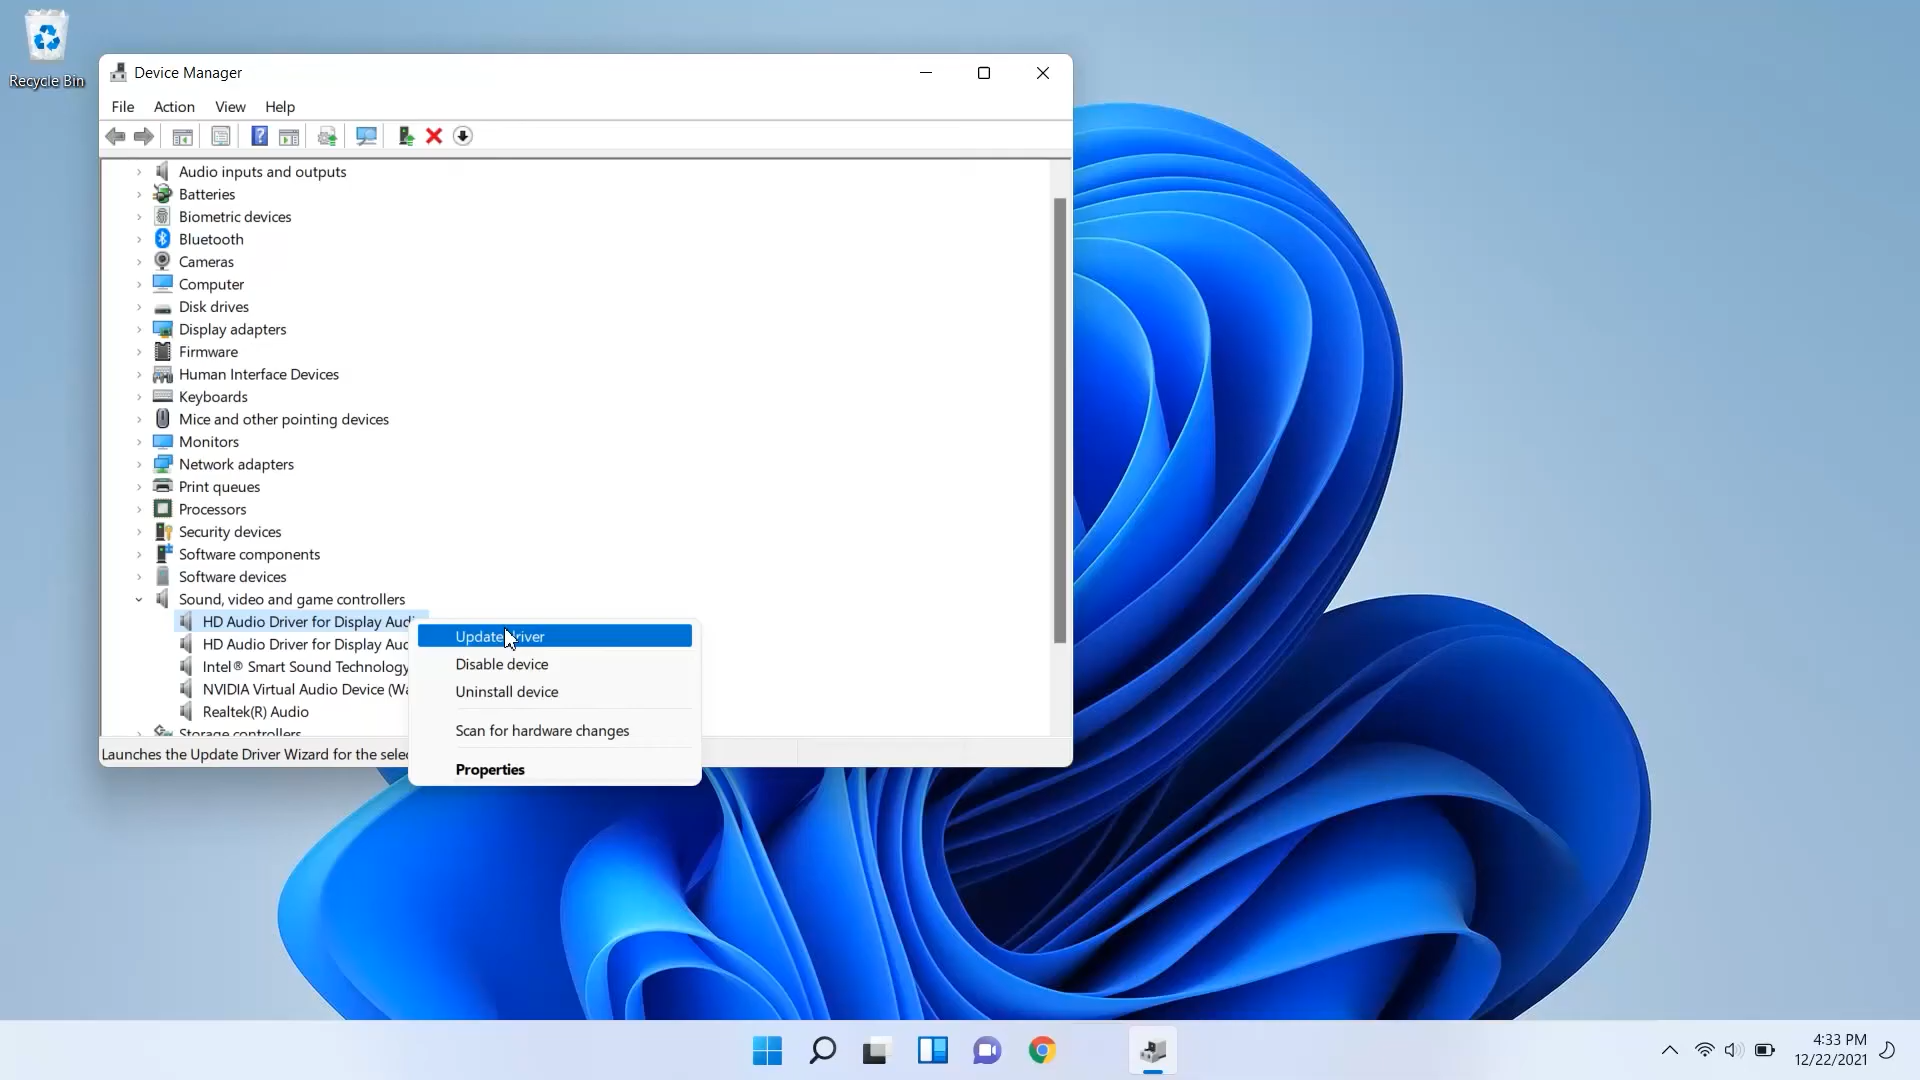 Recycle Bin
Device Manager
File Action View Help
Audio inputs and outputs
Batteries
Biometric devices
Bluetooth
Cameras
Computer
Disk drives
Display adapters
Firmware
Human Interface Devices
Keyboards
Mice and other pointing devices
Monitors
Network adapters
Print queues
Processors
Security devices
Software components
Software devices
Sound, video and game controllers
HD Audio Driver for Display
HD Audio Driver for Display
Intel® Smart Sound Technology
NVIDIA Virtual Audio Device
Realtek(R) Audio
Storage controllers
Update
Disable device
Uninstall device
Scan for hardware changes
Properties
Launches the Update Driver Wizard for the
4:33 PM
12/22/2021